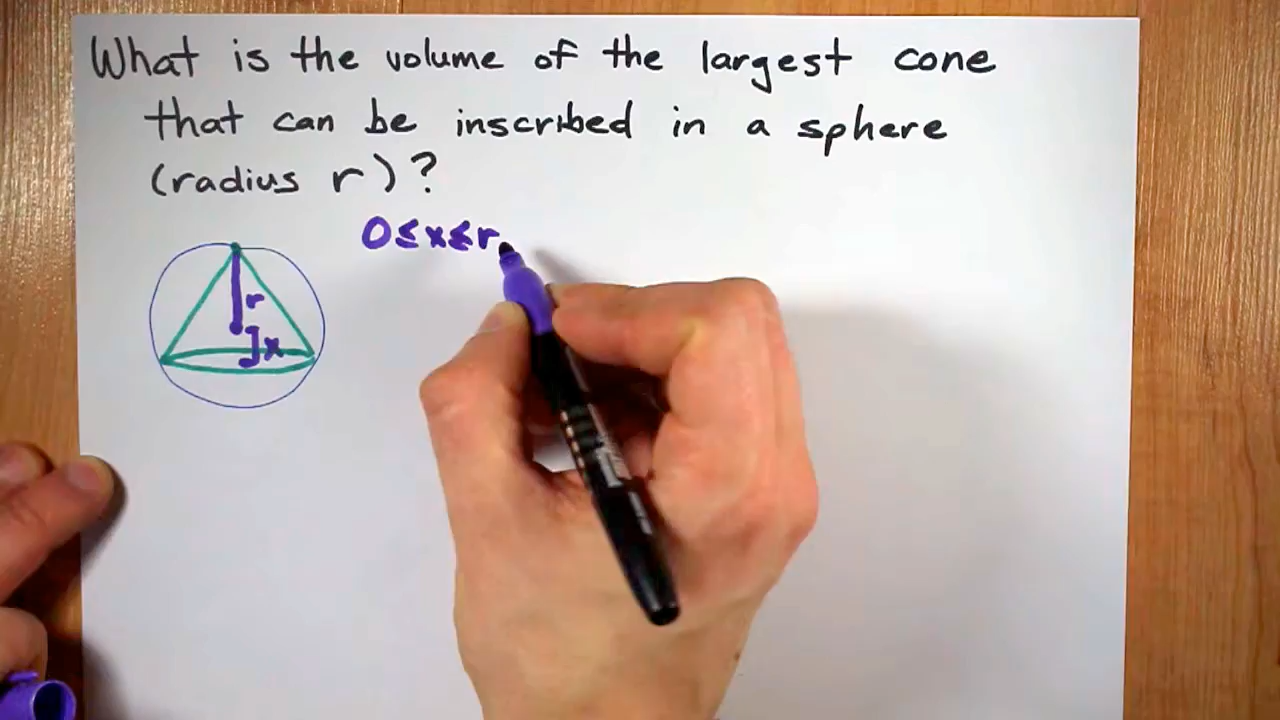 What is the volume of the largest cone
that can be inscribed in a sphere
(radius r)?
0≤x≤r
r
x